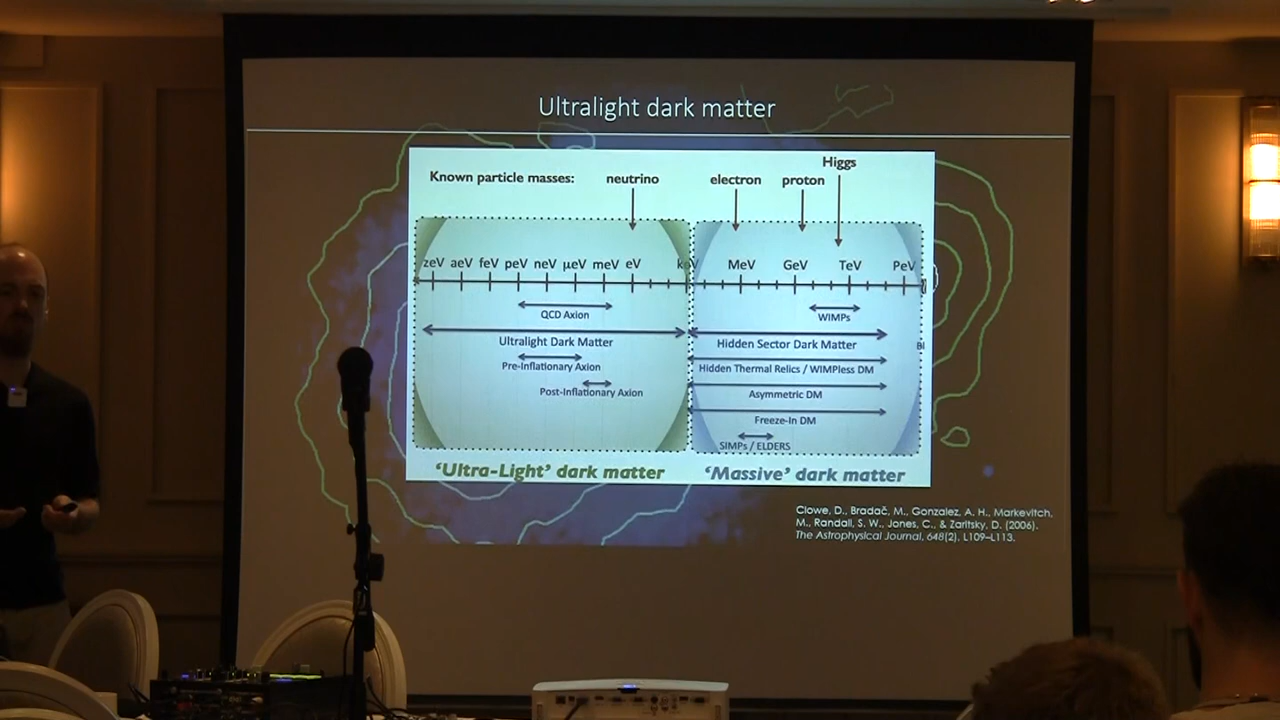 Ultralight dark matter
Higgs
Known particle masses: neutrino electron proton
zeV aeV feV peV neV μeV meV eV keV MeV GeV TeV PeV
QCD Axion WIMPs
Ultralight Dark Matter Hidden Sector Dark Matter
Pre-Inflationary Axion Hidden Thermal Relics / WIMPless DM
Post-Inflationary Axion Asymmetric DM
Freeze-In DM
SIMPs / ELDERS
‘Ultra-Light’ dark matter ‘Massive’ dark matter
Clowe, D., Bradač, M., Gonzalez, A. H., Markevitch,
M., Randall, S. W., Jones, C., & Zaritsky, D. (2006).
The Astrophysical Journal, 648(2), L109–L113.